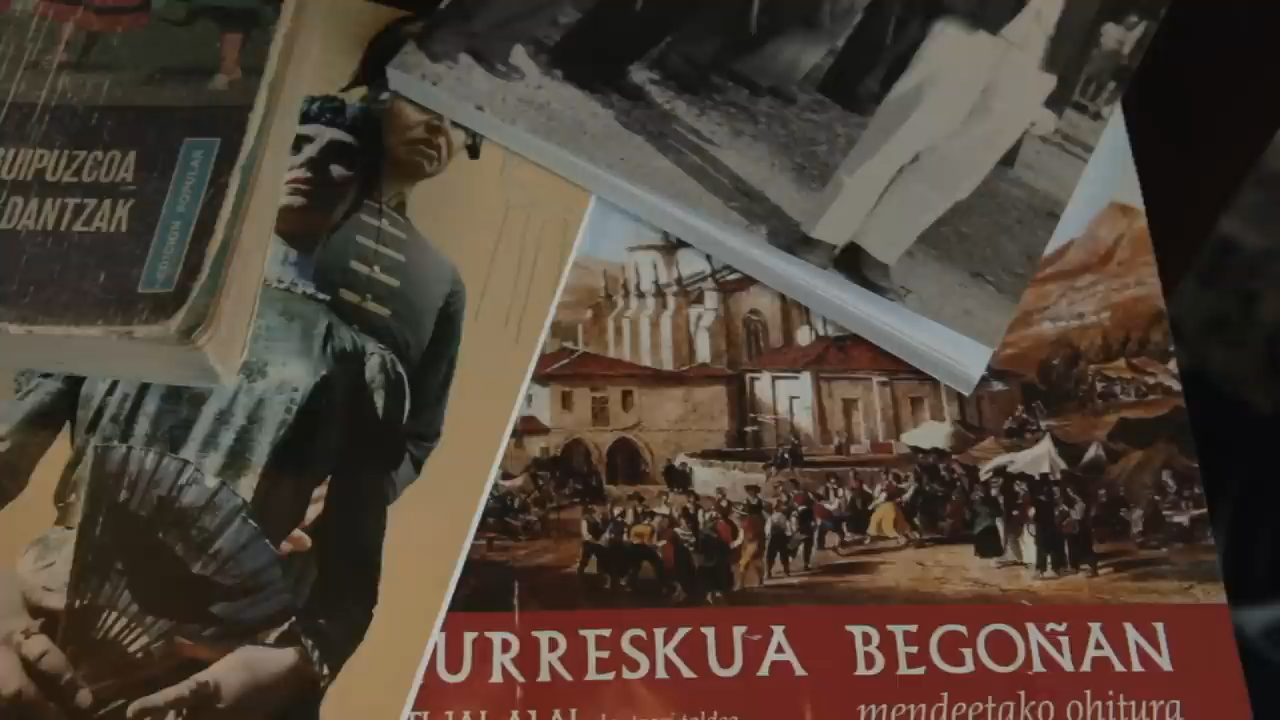 UIPUZCOA
DANTZAK
EDICION POPULAR
URRESKUA BEGOÑAN
mendeetako ohitura